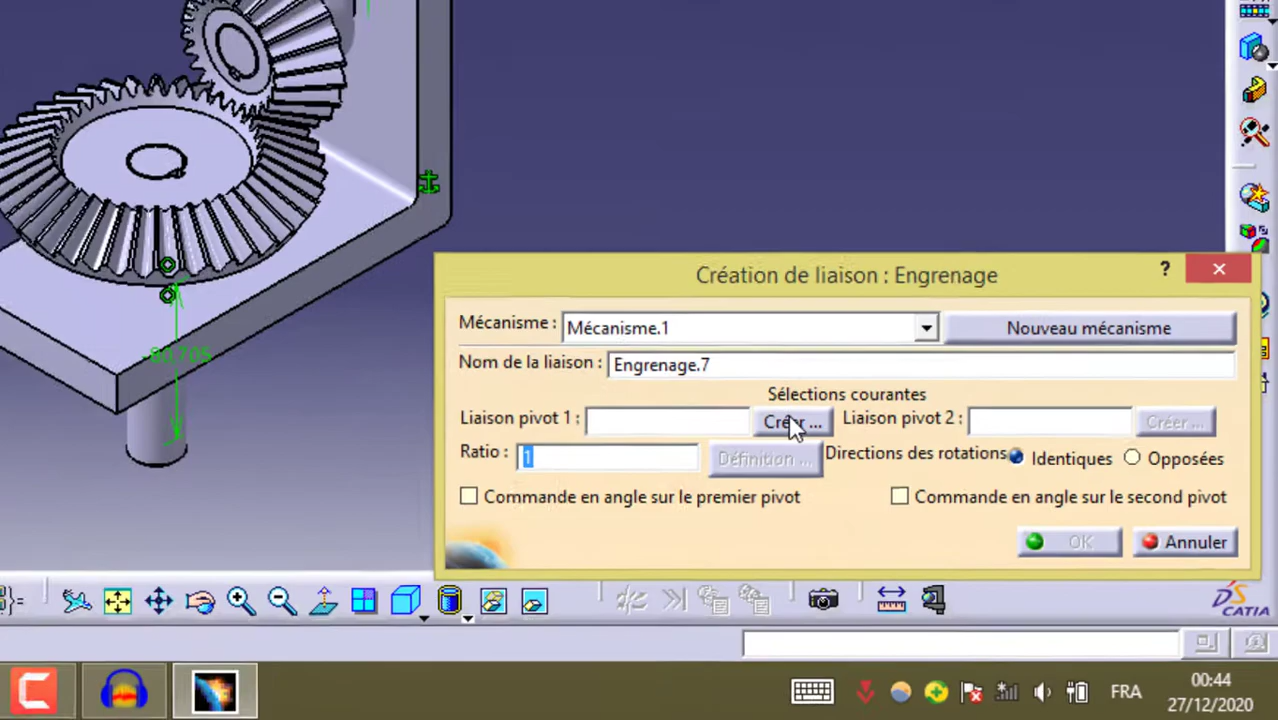 -8,1705
Création de liaison : Engrenage
?
Mécanisme : Mécanisme.1 Nouveau mécanisme
Nom de la liaison : Engrenage.7
Sélections courantes
Liaison pivot 1 : Créer ... Liaison pivot 2 : Créer ...
Ratio : 1 Définition ... Directions des rotations Identiques Opposées
Commande en angle sur le premier pivot Commande en angle sur le second pivot
OK Annuler
CATIA
FRA
00:44
27/12/2020